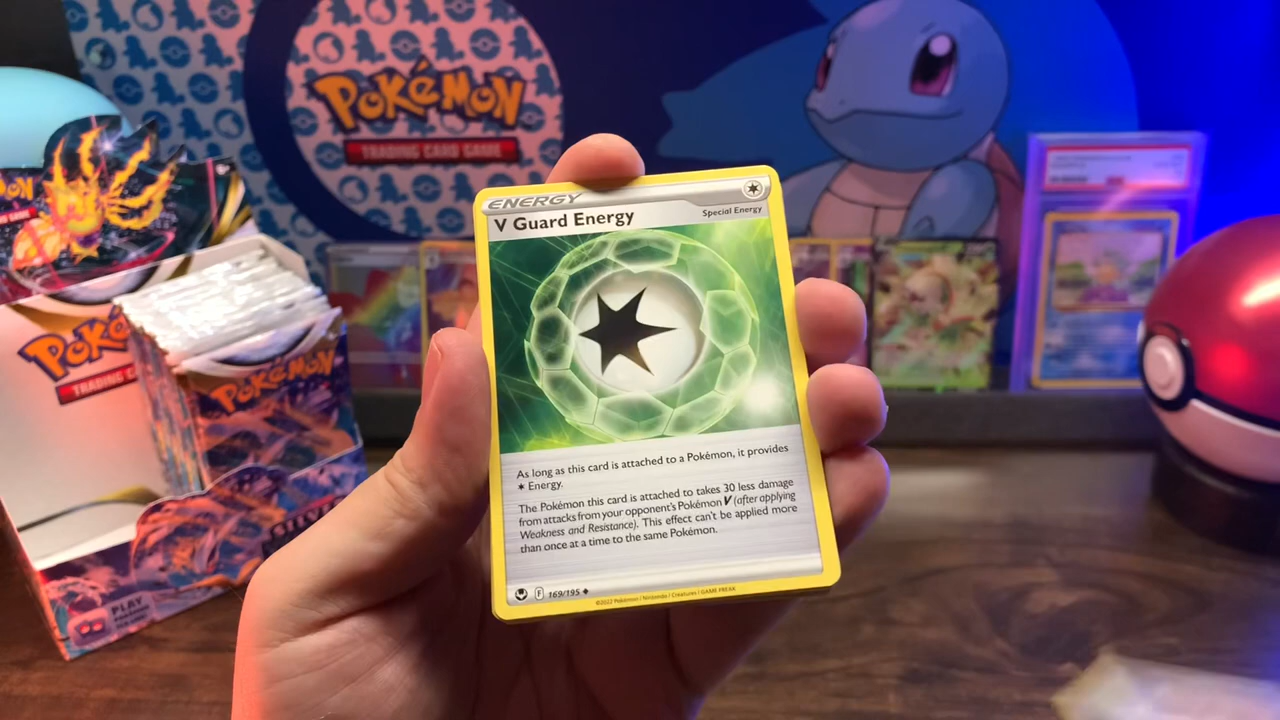 POKéMON
TRADING CARD GAME
ENERGY
V Guard Energy
Special Energy
As long as this card is attached to a Pokémon, it provides
Energy.
The Pokémon this card is attached to takes 30 less damage
from attacks from your opponent's Pokémon V (after applying
Weakness and Resistance). This effect can't be applied more
than once at a time to the same Pokémon.
F 169/195
©2022 Pokémon / Nintendo / Creatures / GAME FREAK
POKéMON
PLAY